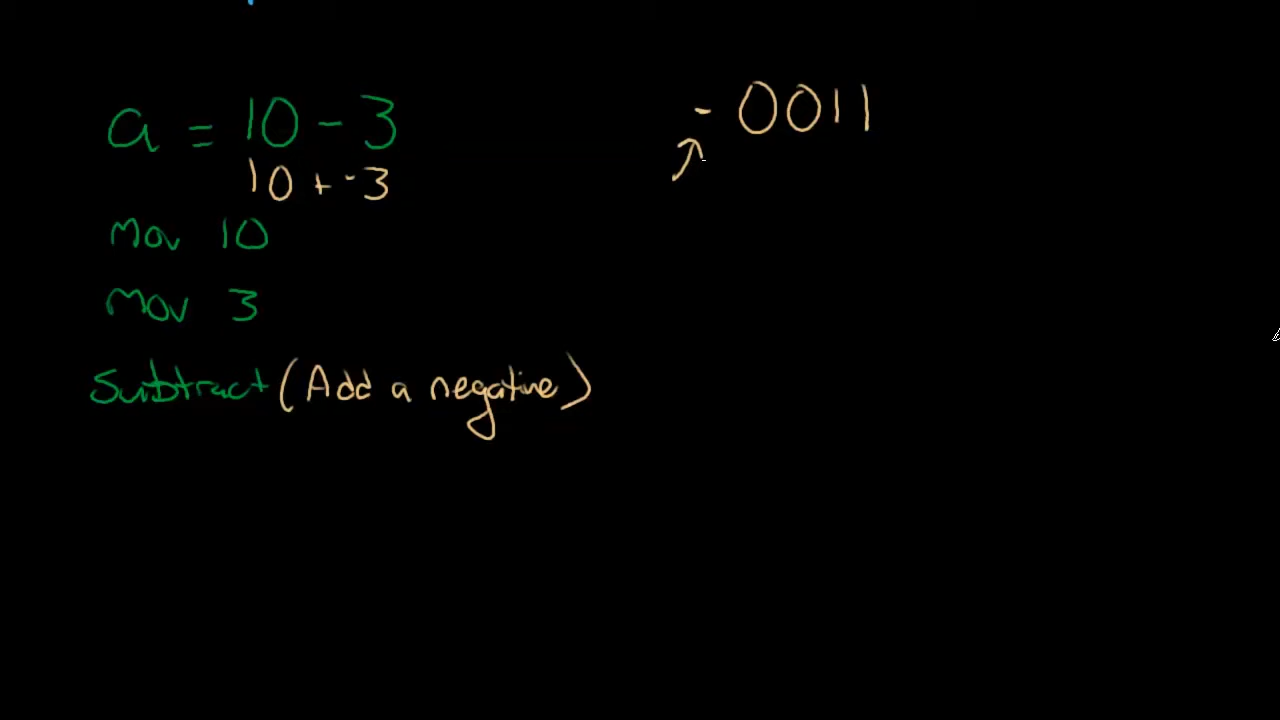 a = 10 - 3
10 + -3
Mov 10
Mov 3
Subtract (Add a negative)
- 0011